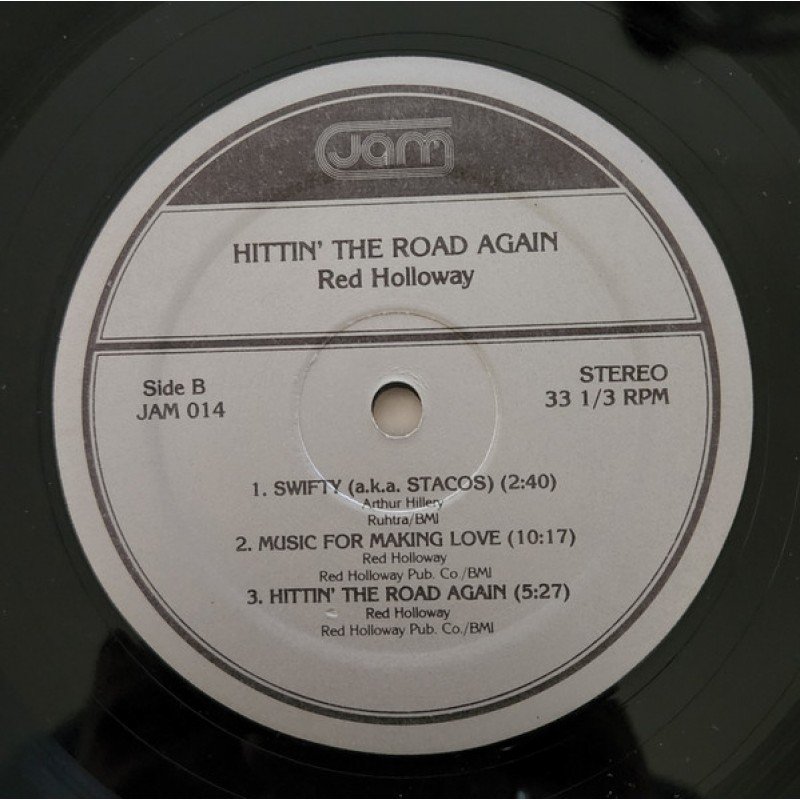 Jam
HITTIN' THE ROAD AGAIN
Red Holloway
Side B
JAM 014
STEREO
33 1/3 RPM
1. SWIFTY (a.k.a. STACOS) (2:40)
Arthur Hillery
Ruhtra/BMI
2. MUSIC FOR MAKING LOVE (10:17)
Red Holloway
Red Holloway Pub. Co /BMI
3. HITTIN' THE ROAD AGAIN (5:27)
Red Holloway
Red Holloway Pub. Co./BMI